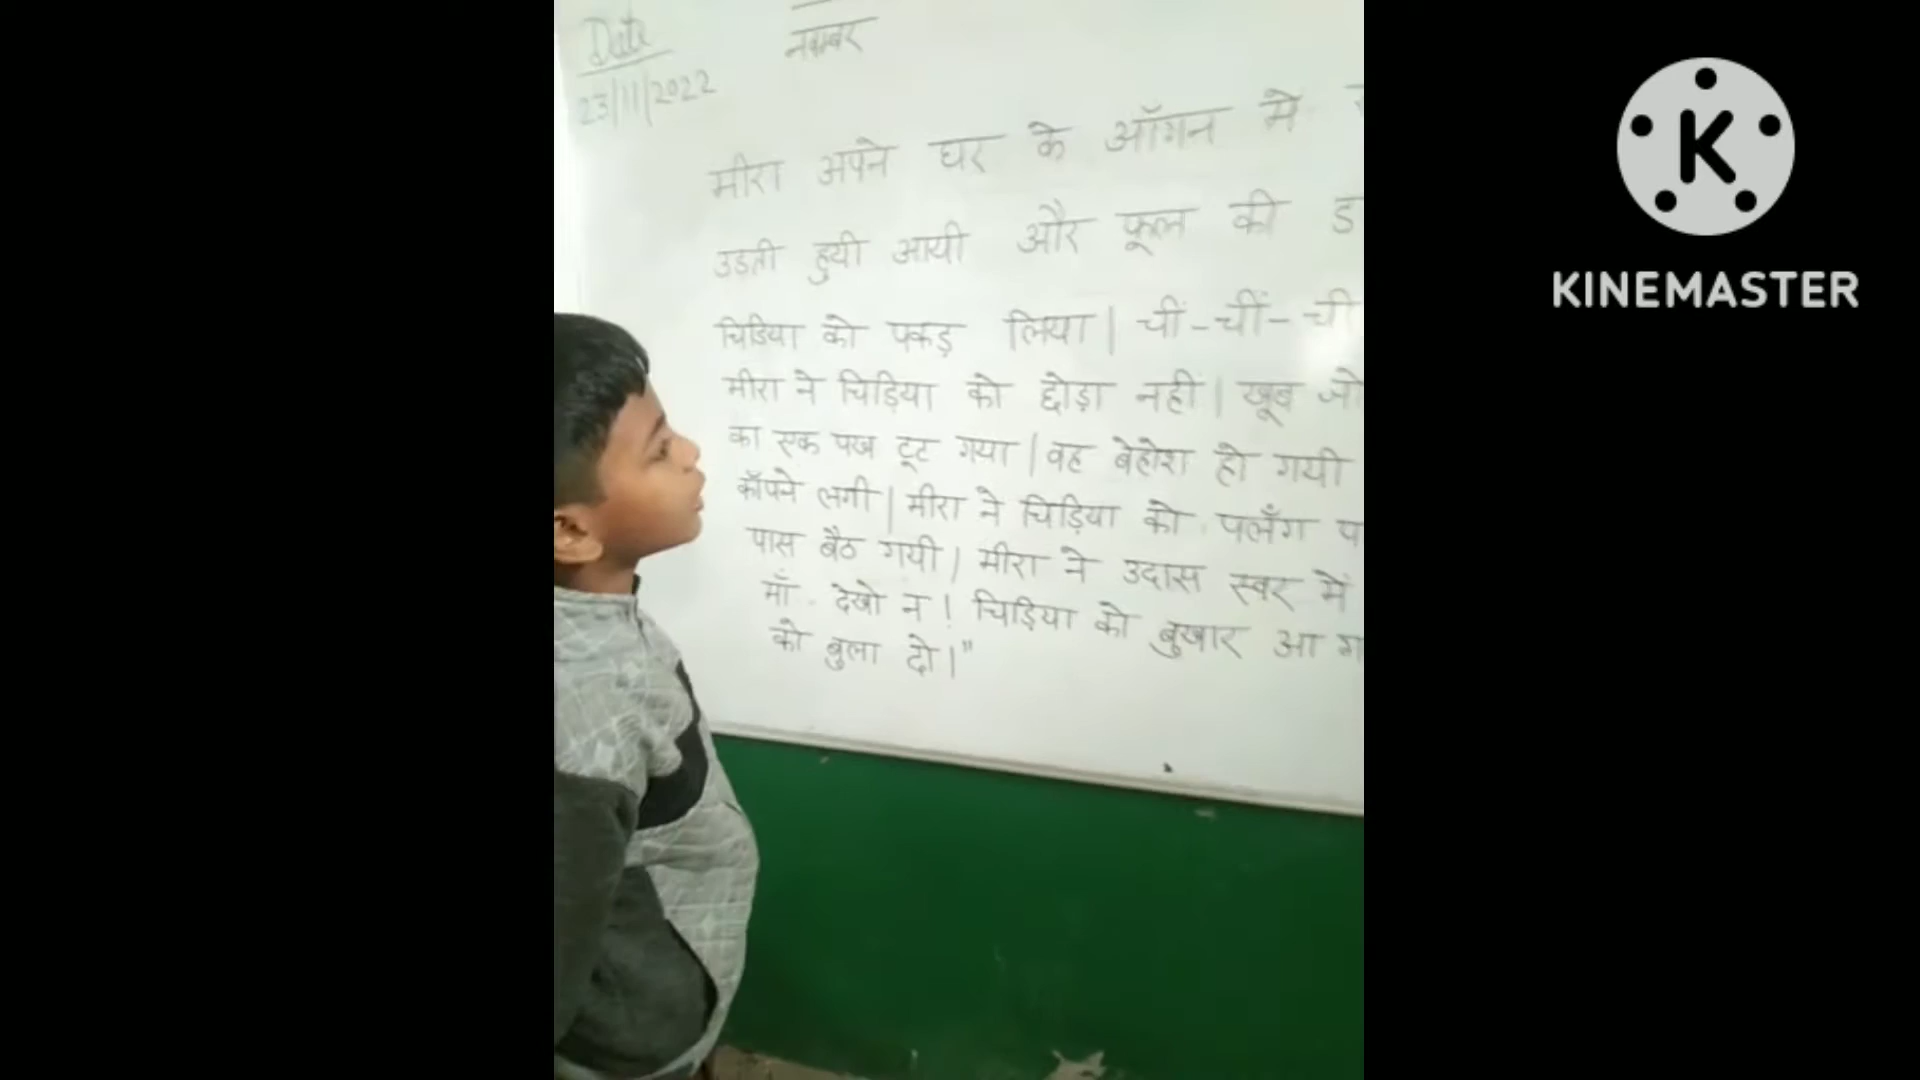 Date
नवम्बर
23/11/2022
मीरा अपने घर के आँगन में
उड़ती हुयी आयी और फूल की ड
चिडिया को पकड़ लिया| चीं-चीं-चीं
मीरा ने चिड़िया को छोड़ा नहीं| खूब जो
का एक पंख टूट गया| वह बेहोश हो गयी
काँपने लगी| मीरा ने चिड़िया को पलँग प
पास बैठ गयी| मीरा ने उदास स्वर में
माँ देखो न! चिड़िया को बुखार आ ग
को बुला दो|"
K
KINEMASTER